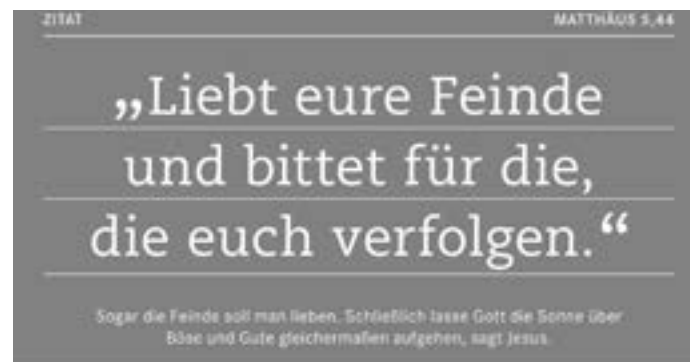 ZITAT MATTHÄUS 5,44
„Liebt eure Feinde
und bittet für die,
die euch verfolgen.“
Sogar die Feinde soll man lieben. Schließlich lasse Gott die Sonne über
Böse und Gute gleichermaßen aufgehen, sagt Jesus.